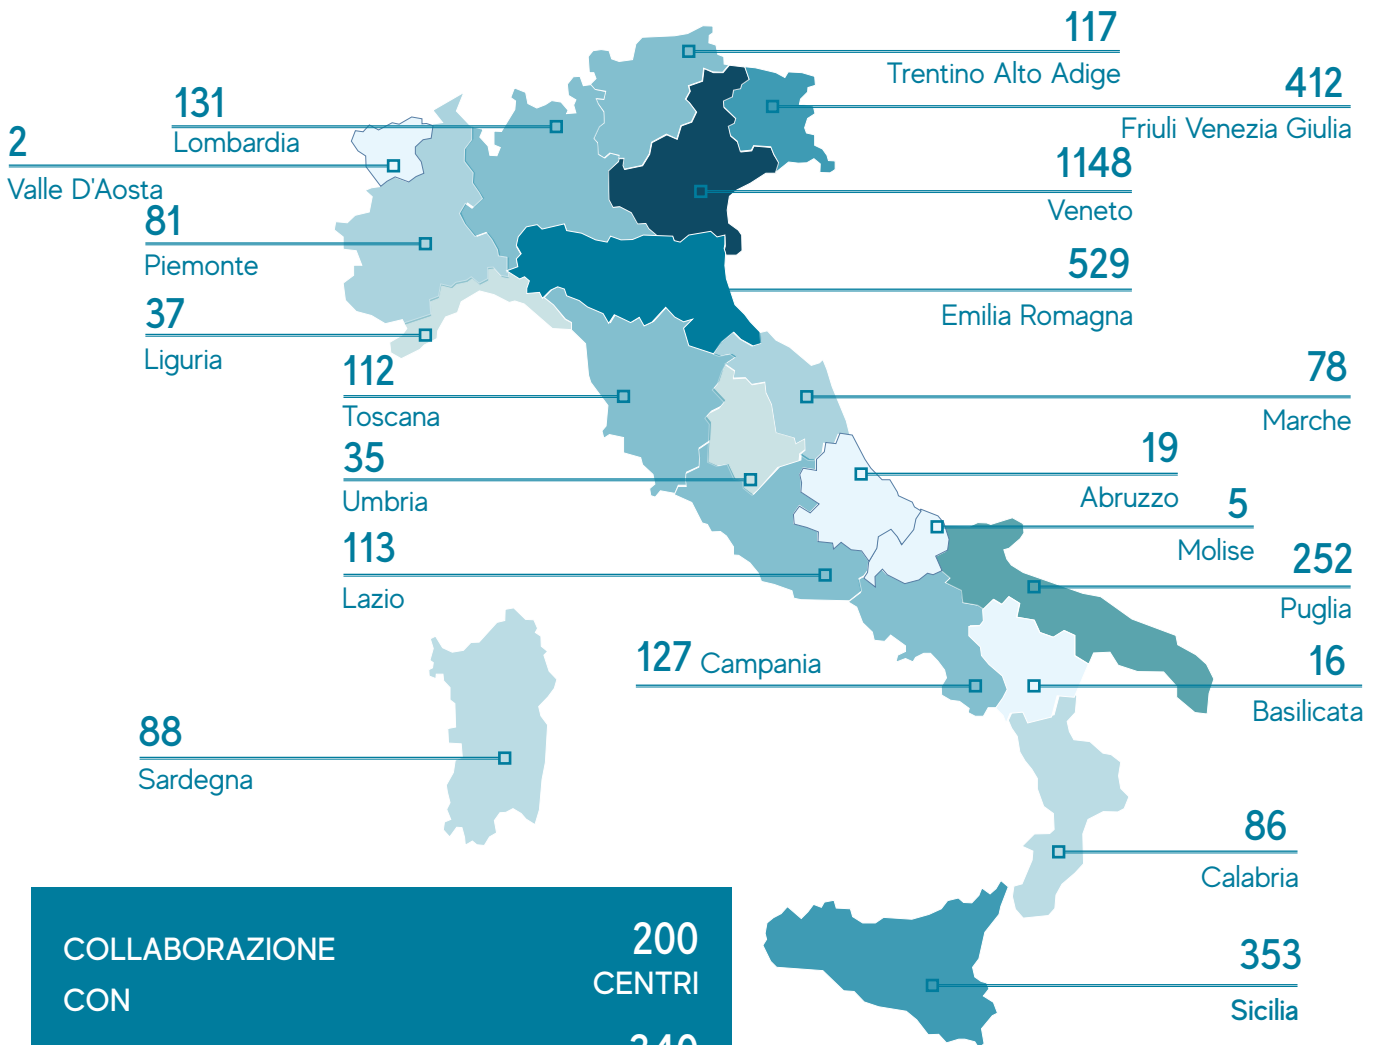 117
Trentino Alto Adige
412
Friuli Venezia Giulia
131
Lombardia
2
Valle D'Aosta
1148
Veneto
81
Piemonte
529
Emilia Romagna
37
Liguria
112
Toscana
78
Marche
35
Umbria
19
Abruzzo
5
Molise
113
Lazio
252
Puglia
127 Campania
16
Basilicata
88
Sardegna
86
Calabria
353
Sicilia
COLLABORAZIONE
CON
200
CENTRI